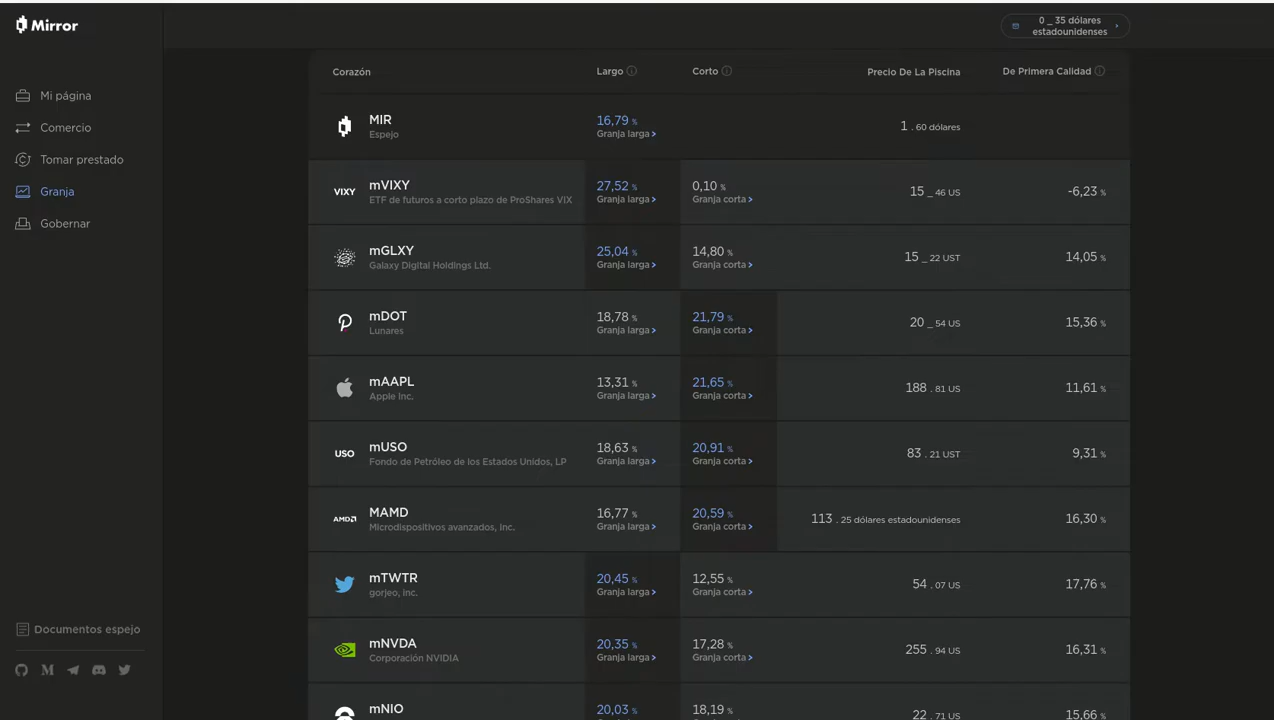 Mirror
0 _ 35 dólares
estadounidenses
Mi página
Comercio
Tomar prestado
Granja
Gobernar
Documentos espejo
Corazón Largo Corto Precio De La Piscina De Primera Calidad
MIR 16,79 % 1 . 60 dólares
Espejo Granja larga >
VIXY mVIXY 27,52 % 0,10 % 15 _ 46 US -6,23 %
ETF de futuros a corto plazo de ProShares VIX Granja larga > Granja corta >
mGLXY 25,04 % 14,80 % 15 _ 22 UST 14,05 %
Galaxy Digital Holdings Ltd. Granja larga > Granja corta >
mDOT 18,78 % 21,79 % 20 _ 54 US 15,36 %
Lunares Granja larga > Granja corta >
mAAPL 13,31 % 21,65 % 188 . 81 US 11,61 %
Apple Inc. Granja larga > Granja corta >
USO mUSO 18,63 % 20,91 % 83 . 21 UST 9,31 %
Fondo de Petróleo de los Estados Unidos, LP Granja larga > Granja corta >
AMD MAMD 16,77 % 20,59 % 113 . 25 dólares estadounidenses 16,30 %
Microdispositivos avanzados, Inc. Granja larga > Granja corta >
mTWTR 20,45 % 12,55 % 54 . 07 US 17,76 %
gorjeo, Inc. Granja larga > Granja corta >
mNVDA 20,35 % 17,28 % 255 . 94 US 16,31 %
Corporación NVIDIA Granja larga > Granja corta >
mNIO 20,03 % 18,19 % 22 . 71 US 15,66 %